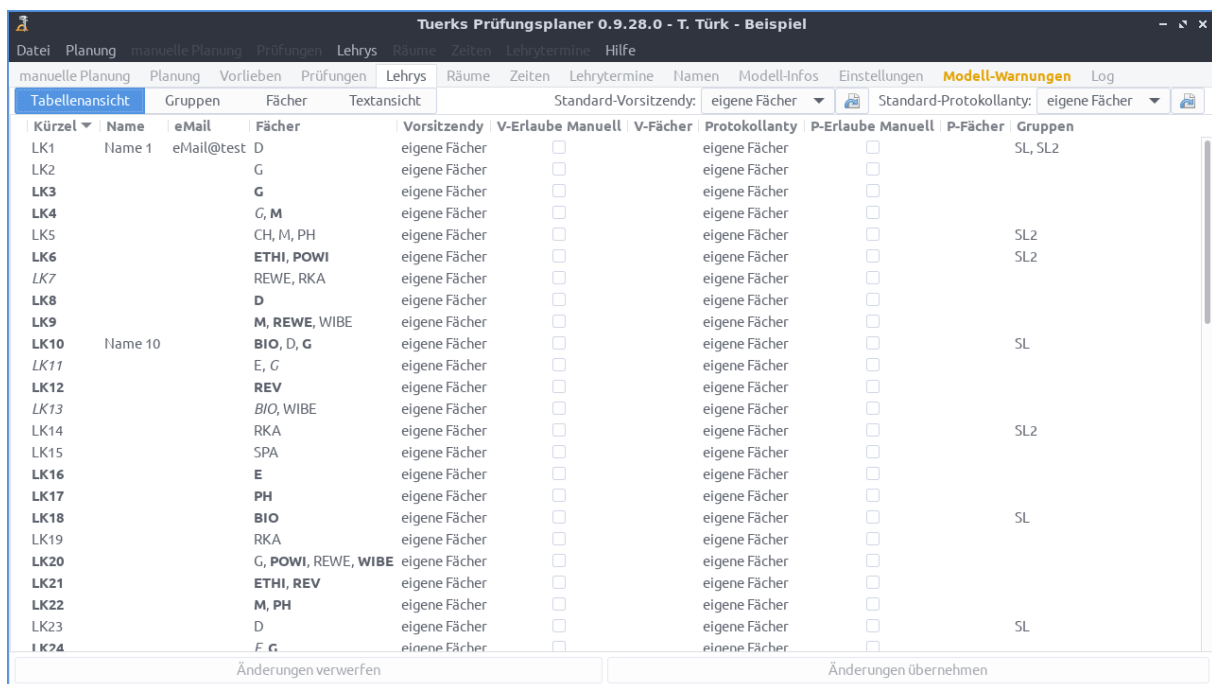 Tuerks Prüfungsplaner 0.9.28.0 - T. Türk - Beispiel
Datei Planung manuelle Planung Prüfungen Lehrys Räume Zeiten Lehrytermine Hilfe
manuelle Planung Planung Vorlieben Prüfungen Lehrys Räume Zeiten Lehrytermine Namen Modell-Infos Einstellungen Modell-Warnungen Log
Tabellenansicht Gruppen Fächer Textansicht Standard-Vorsitzendy: eigene Fächer Standard-Protokollanty: eigene Fächer
Kürzel Name eMail Fächer Vorsitzendy V-Erlaube Manuell V-Fächer Protokollanty P-Erlaube Manuell P-Fächer Gruppen
LK1 Name 1 eMail@test D eigene Fächer eigene Fächer SL, SL2
LK2 G eigene Fächer eigene Fächer
LK3 G eigene Fächer eigene Fächer
LK4 G, M eigene Fächer eigene Fächer
LK5 CH, M, PH eigene Fächer eigene Fächer SL2
LK6 ETHI, POWI eigene Fächer eigene Fächer SL2
LK7 REWE, RKA eigene Fächer eigene Fächer
LK8 D eigene Fächer eigene Fächer
LK9 M, REWE, WIBE eigene Fächer eigene Fächer
LK10 Name 10 BIO, D, G eigene Fächer eigene Fächer SL
LK11 E, G eigene Fächer eigene Fächer
LK12 REV eigene Fächer eigene Fächer
LK13 BIO, WIBE eigene Fächer eigene Fächer
LK14 RKA eigene Fächer eigene Fächer SL2
LK15 SPA eigene Fächer eigene Fächer
LK16 E eigene Fächer eigene Fächer
LK17 PH eigene Fächer eigene Fächer
LK18 BIO eigene Fächer eigene Fächer SL
LK19 RKA eigene Fächer eigene Fächer
LK20 G, POWI, REWE, WIBE eigene Fächer eigene Fächer
LK21 ETHI, REV eigene Fächer eigene Fächer
LK22 M, PH eigene Fächer eigene Fächer
LK23 D eigene Fächer eigene Fächer SL
LK24 G eigene Fächer eigene Fächer
Änderungen verwerfen Änderungen übernehmen